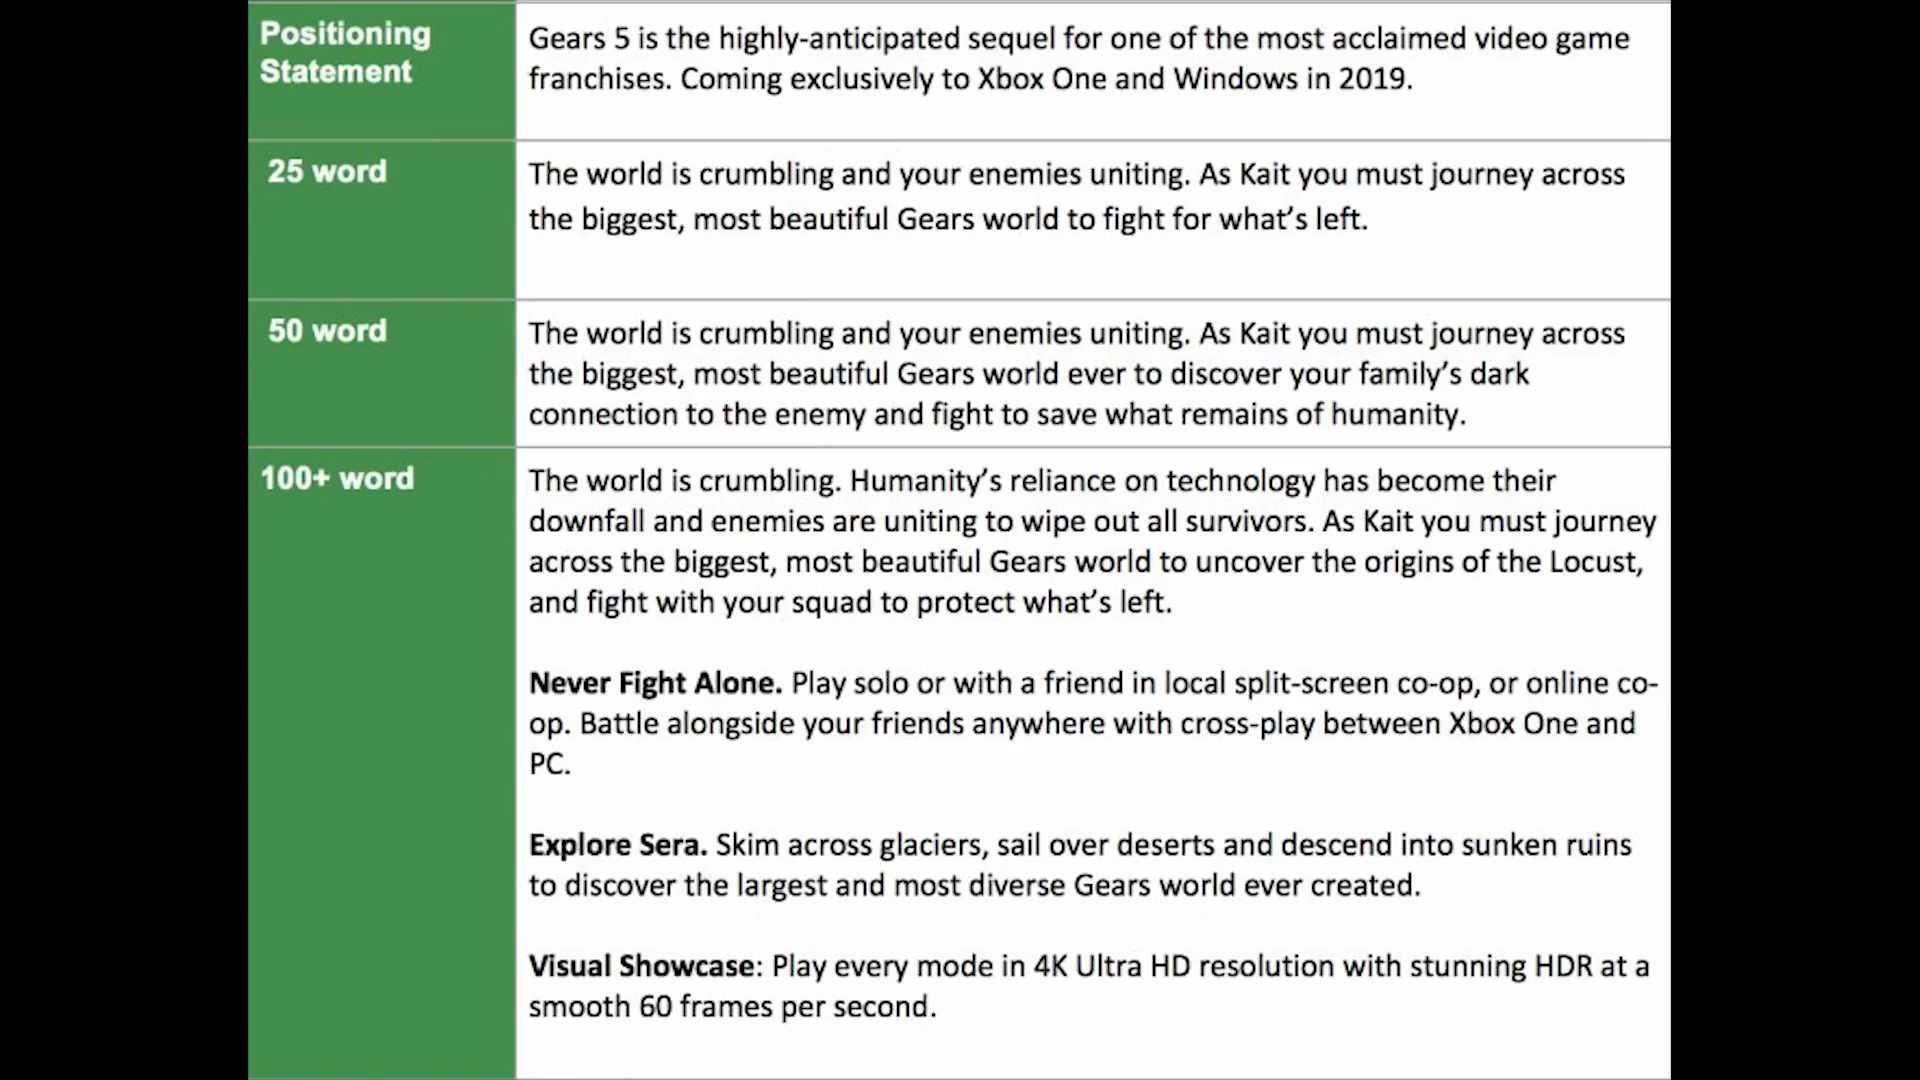 Positioning
Statement
Gears 5 is the highly-anticipated sequel for one of the most acclaimed video game
franchises. Coming exclusively to Xbox One and Windows in 2019.
25 word
The world is crumbling and your enemies uniting. As Kait you must journey across
the biggest, most beautiful Gears world to fight for what’s left.
50 word
The world is crumbling and your enemies uniting. As Kait you must journey across
the biggest, most beautiful Gears world ever to discover your family’s dark
connection to the enemy and fight to save what remains of humanity.
100+ word
The world is crumbling. Humanity’s reliance on technology has become their
downfall and enemies are uniting to wipe out all survivors. As Kait you must journey
across the biggest, most beautiful Gears world to uncover the origins of the Locust,
and fight with your squad to protect what’s left.
Never Fight Alone. Play solo or with a friend in local split-screen co-op, or online co-
op. Battle alongside your friends anywhere with cross-play between Xbox One and
PC.
Explore Sera. Skim across glaciers, sail over deserts and descend into sunken ruins
to discover the largest and most diverse Gears world ever created.
Visual Showcase: Play every mode in 4K Ultra HD resolution with stunning HDR at a
smooth 60 frames per second.